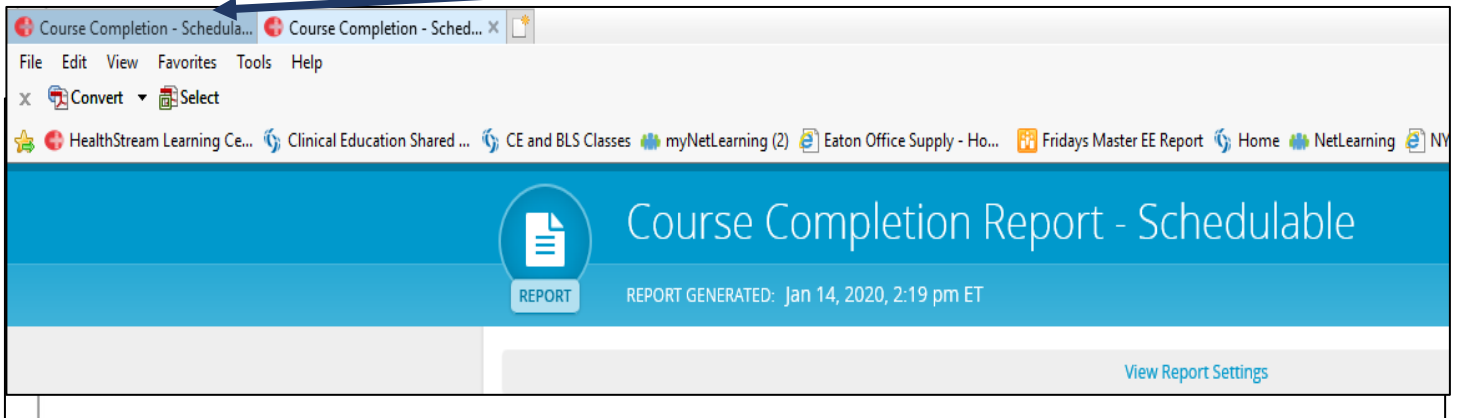 Course Completion - Schedula... Course Completion - Sched... ×
File Edit View Favorites Tools Help
x Convert Select
HealthStream Learning Ce... Clinical Education Shared ... CE and BLS Classes myNetLearning (2) Eaton Office Supply - Ho... Fridays Master EE Report Home NetLearning NY
Course Completion Report - Schedulable
REPORT REPORT GENERATED: Jan 14, 2020, 2:19 pm ET
View Report Settings